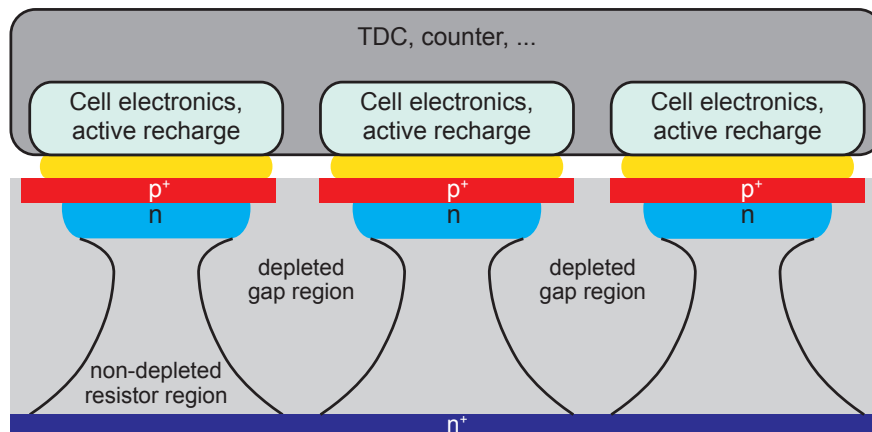 TDC, counter, ...
Cell electronics,
active recharge
Cell electronics,
active recharge
Cell electronics,
active recharge
p+
p+
p+
n
n
n
depleted
gap region
depleted
gap region
non-depleted
resistor region
n+